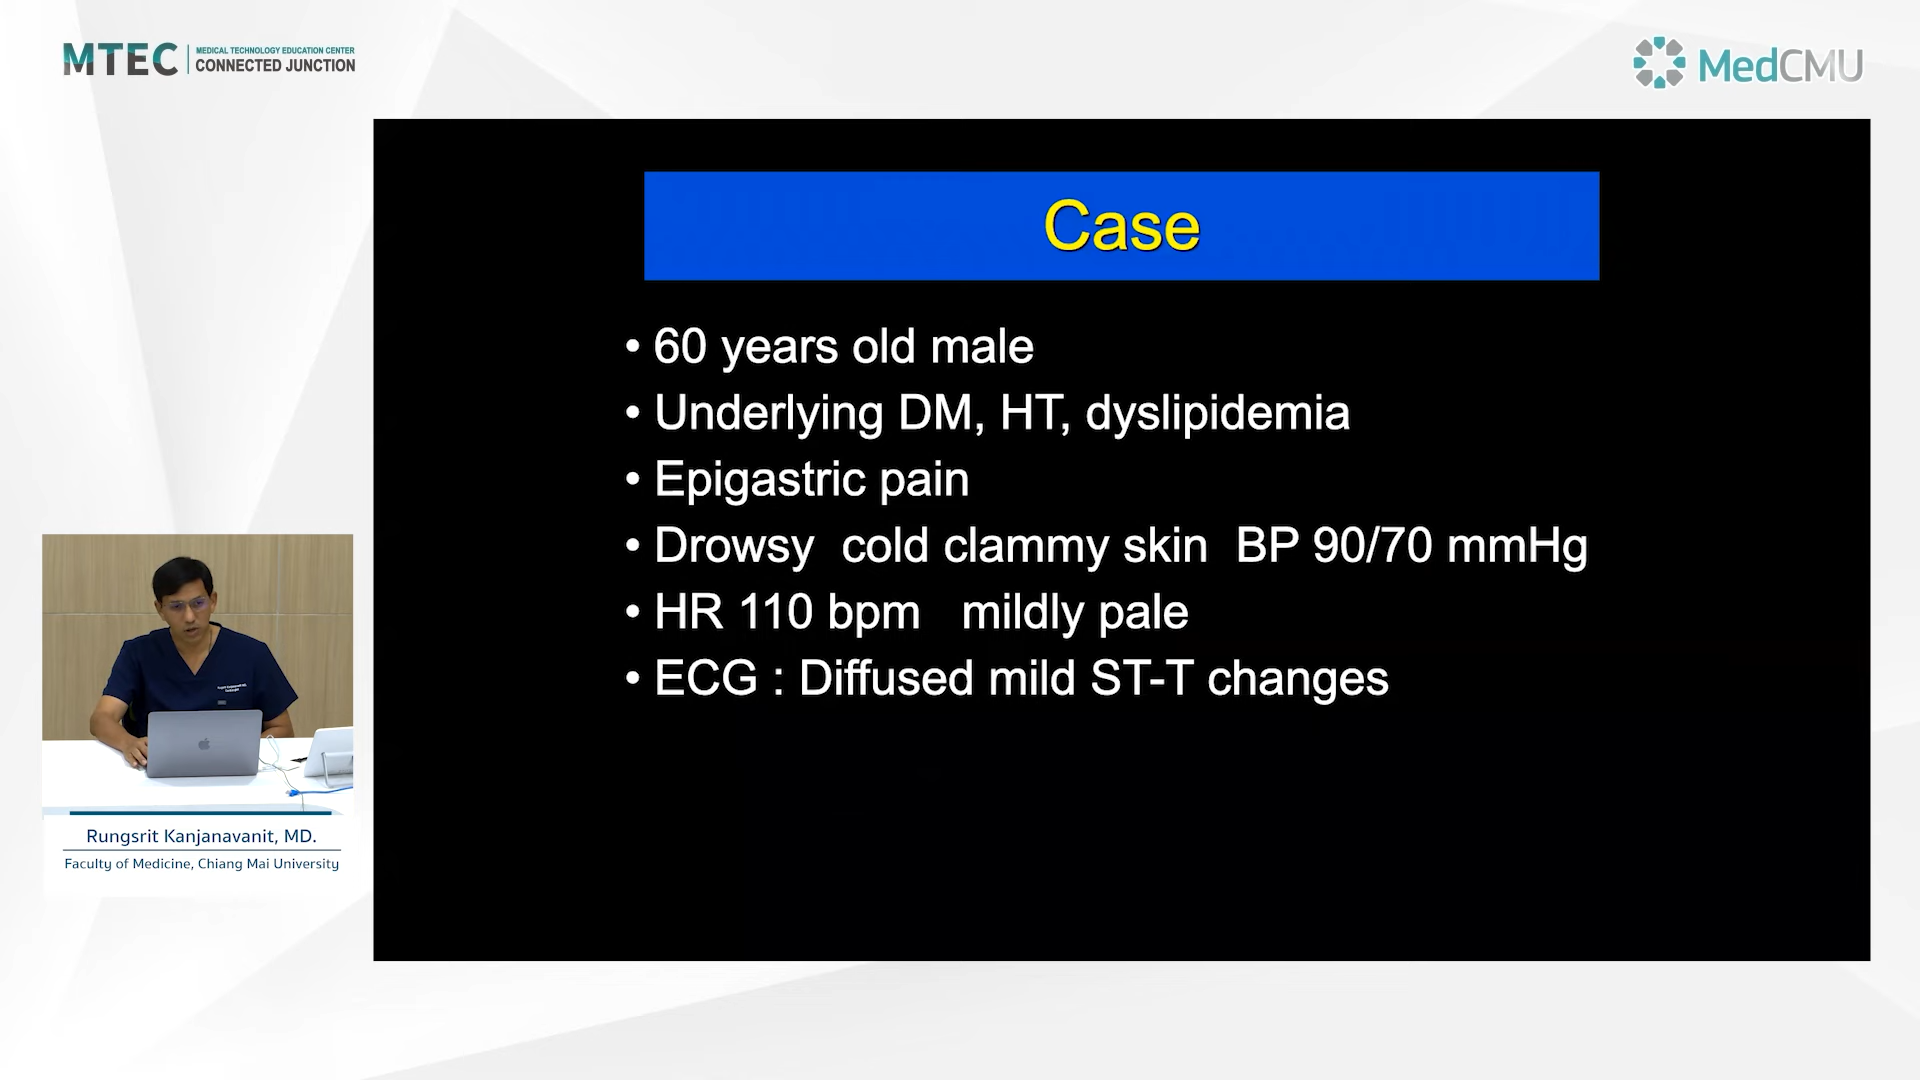 MTEC
MEDICAL TECHNOLOGY EDUCATION CENTER
CONNECTED JUNCTION
MedCMU
Case
• 60 years old male
• Underlying DM, HT, dyslipidemia
• Epigastric pain
• Drowsy cold clammy skin BP 90/70 mmHg
• HR 110 bpm mildly pale
• ECG : Diffused mild ST-T changes
Rungsrit Kanjanavanit, MD.
Faculty of Medicine, Chiang Mai University